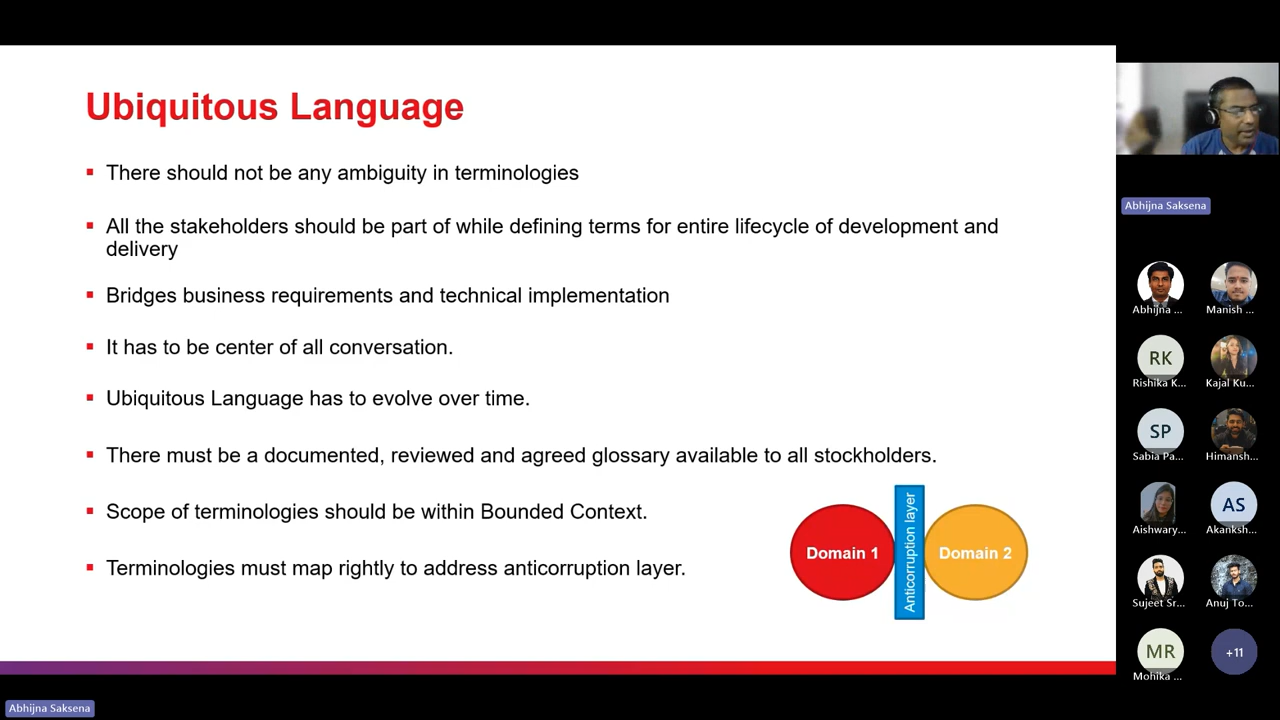 Ubiquitous Language
There should not be any ambiguity in terminologies
All the stakeholders should be part of while defining terms for entire lifecycle of development and
delivery
Bridges business requirements and technical implementation
It has to be center of all conversation.
Ubiquitous Language has to evolve over time.
There must be a documented, reviewed and agreed glossary available to all stockholders.
Scope of terminologies should be within Bounded Context.
Terminologies must map rightly to address anticorruption layer.
Domain 1
Anticorruption layer
Domain 2
Abhijna Saksena
Abhijna ...
Manish ...
RK
Rishika K...
Kajal Ku...
SP
Sabia Pa...
Himansh...
Aishwary...
AS
Akanksh...
Sujeet Sr...
Anuj To...
MR
Mohika ...
+11
Abhijna Saksena